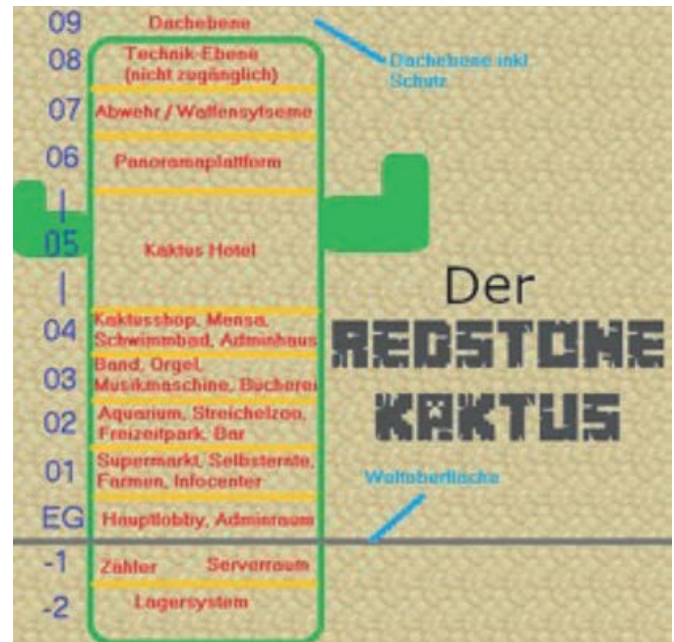 09 Dachebene
08 Technik-Ebene
(nicht zugänglich)
Dachebene inkl.
Schutz
07 Abwehr / Waffensytseme
06 Panoramaplattform
05 Kaktus Hotel
Der
REDSTONE
KAKTUS
04 Kaktusshop, Mensa,
Schwimmbad, Adminhaus
03 Band, Orgel,
Musikmaschine, Bücherei
02 Aquarium, Streichelzoo,
Freizeitpark, Bar
01 Supermarkt, Selbsternte,
Farmen, Infocenter
Weltoberfläche
EG Hauptlobby, Adminraum
-1 Zähler Serverraum
-2 Lagersystem